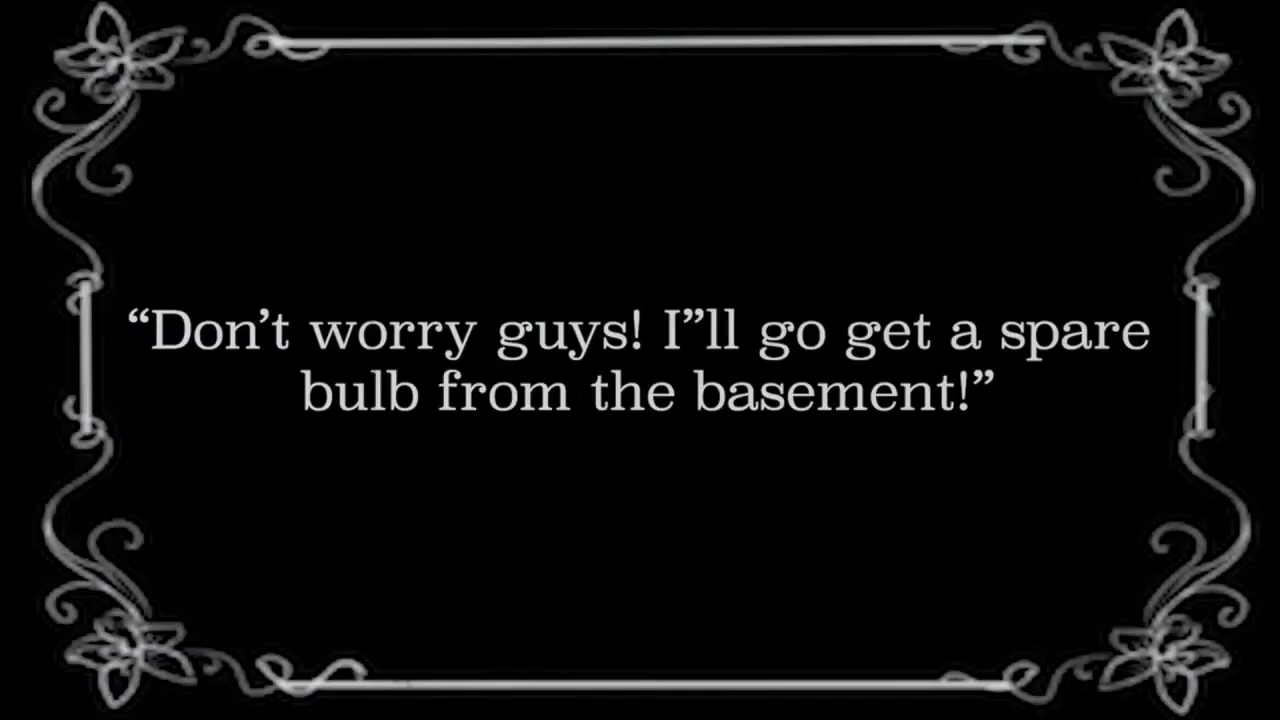 “Don’t worry guys! I”ll go get a spare
bulb from the basement!”